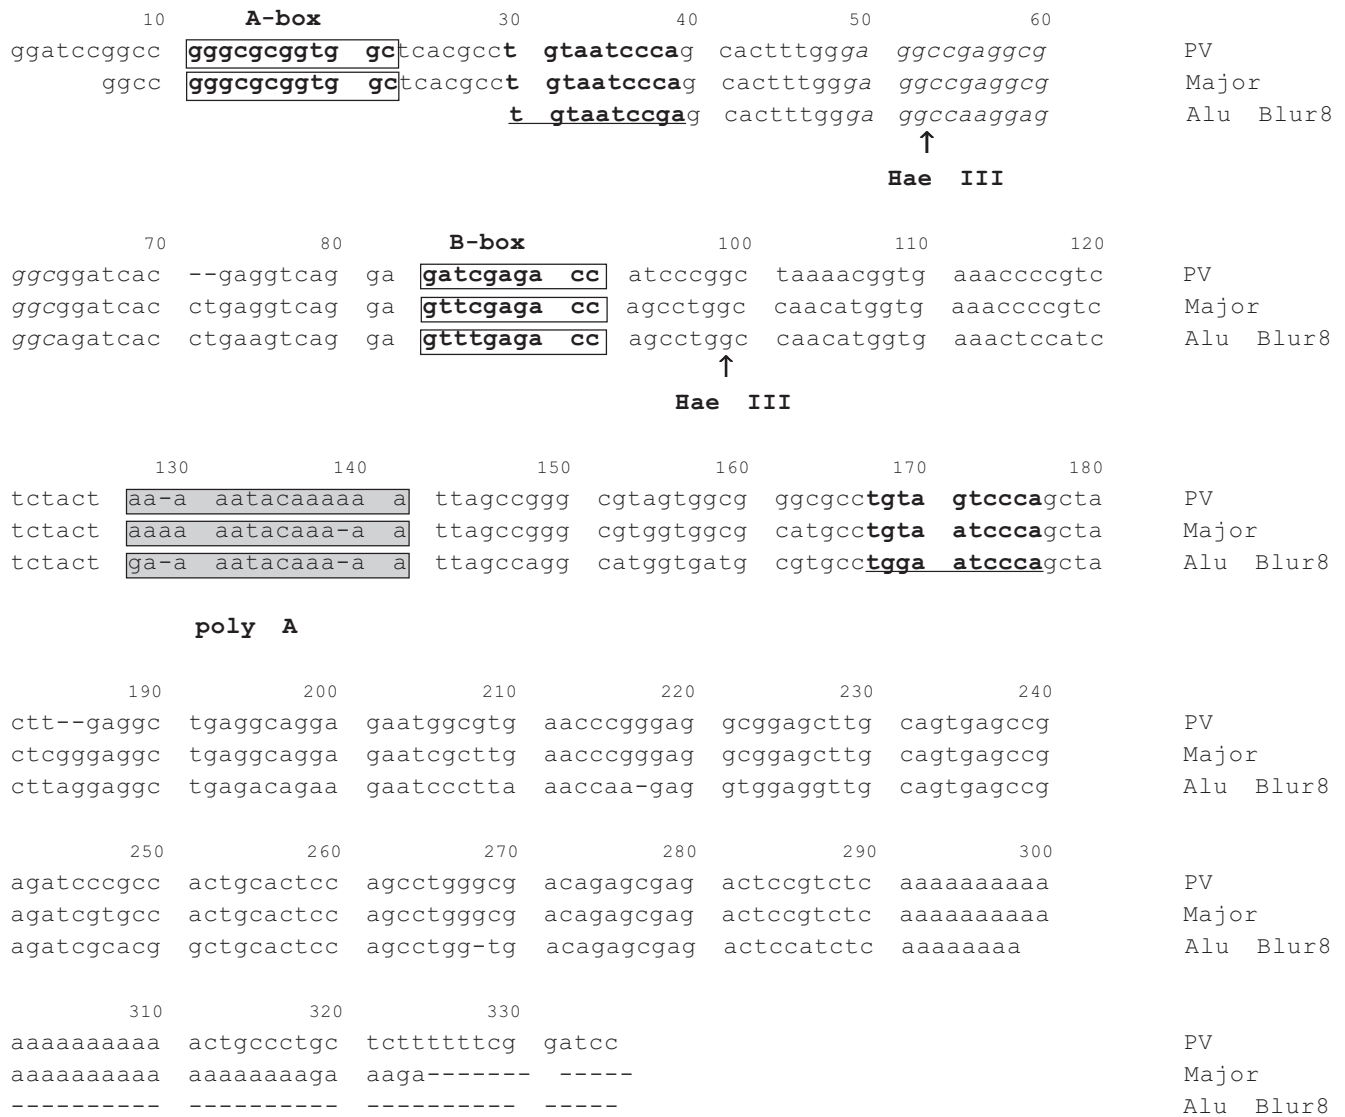 10 A-box 30 40 50 60
ggatccggcc gggcgcggtg gctcacgcct gtaatcccag cactttggga ggccgaggcg PV
ggcc gggcgcggtg gctcacgcct gtaatcccag cactttggga ggccgaggcg Major
t gtaatccgag cactttggga ggccaaggag Alu Blur8
↑
Hae III
70 80 B-box 100 110 120
ggcggatcac --gaggtcag ga gatcgaga cc atcccggc taaaacggtg aaaccccgtc PV
ggcggatcac ctgaggtcag ga gttcgaga cc agcctggc caacatggtg aaaccccgtc Major
ggcagatcac ctgaagtcag ga gtttgaga cc agcctggc caacatggtg aaactccatc Alu Blur8
↑
Hae III
130 140 150 160 170 180
tctact aa-a aatacaaaaa a ttagccgggg cgtagtggcg ggcgcctgta gtcccagcta PV
tctact aaaa aatacaaa-a a ttagccgggg cgtggtggcg catgcctgta atcccagcta Major
tctact ga-a aatacaaa-a a ttagccaggg catggtgatg cgtgcctgga atcccagcta Alu Blur8
poly A
190 200 210 220 230 240
ctt--gaggc tgaggcagga gaatggcgtg aacccgggag gcggagcttg cagtgagccg PV
ctcgggaggc tgaggcagga gaatcgcttg aacccgggag gcggagcttg cagtgagccg Major
cttaggaggc tgagacagaa gaatccctta aaccaa-gag gtggaggttg cagtgagccg Alu Blur8
250 260 270 280 290 300
agatcccgcc actgcactcc agcctgggcg acagagcgag actccgtctc aaaaaaaaaa PV
agatcgtgcc actgcactcc agcctgggcg acagagcgag actccgtctc aaaaaaaaaa Major
agatcgcacg gctgcactcc agcctgg-tg acagagcgag actccatctc aaaaaaaa Alu Blur8
310 320 330
aaaaaaaaaa actgccctgc tcttttttcg gatcc PV
aaaaaaaaaa aaaaaaaaga aaga------- ----- Major
---------- ---------- ---------- ----- Alu Blur8